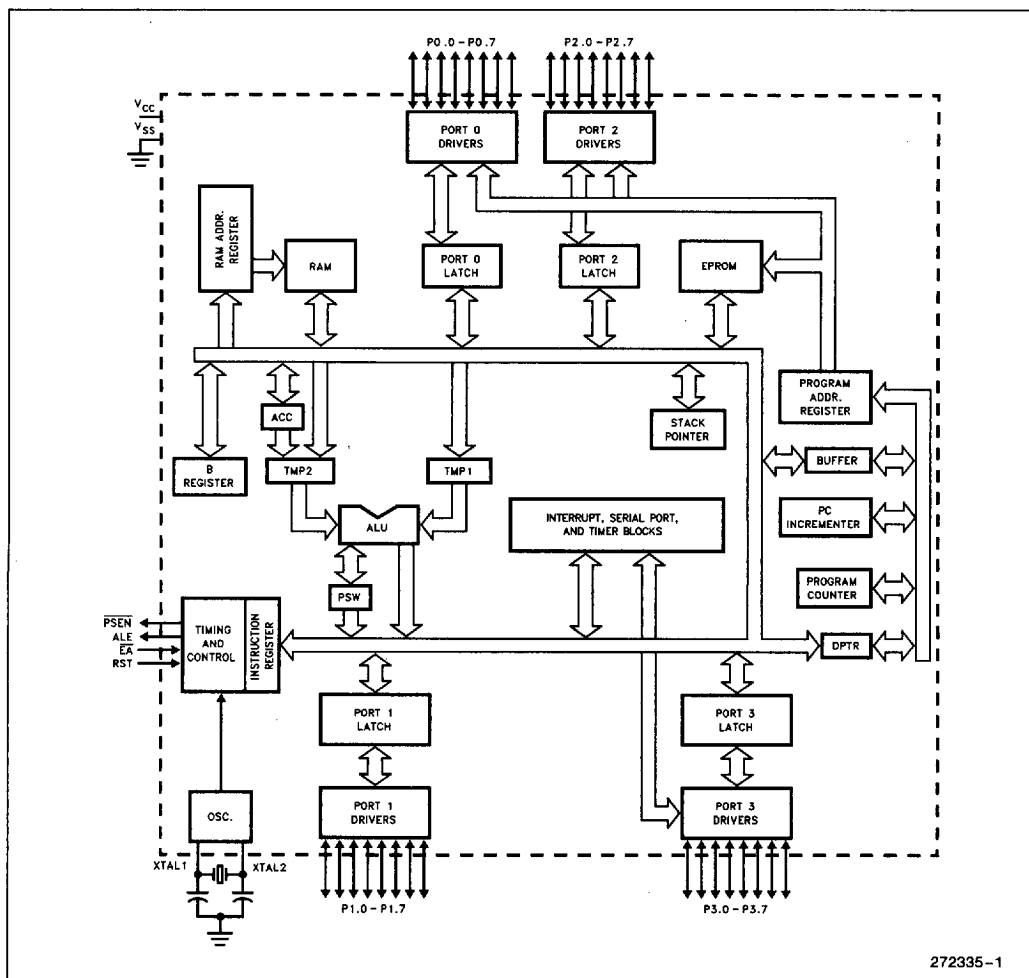 P0.0-P0.7
P2.0-P2.7
VCC
VSS
PORT 0
DRIVERS
PORT 2
DRIVERS
RAM ADDR.
REGISTER
RAM
PORT 0
LATCH
PORT 2
LATCH
EPROM
PROGRAM
ADDR.
REGISTER
ACC
STACK
POINTER
B
REGISTER
TMP2
TMP1
BUFFER
ALU
INTERRUPT, SERIAL PORT,
AND TIMER BLOCKS
PC
INCREMENTER
PSW
PROGRAM
COUNTER
PSEN
ALE
EA
RST
TIMING
AND
CONTROL
INSTRUCTION
REGISTER
DPTR
PORT 1
LATCH
PORT 3
LATCH
OSC.
PORT 1
DRIVERS
PORT 3
DRIVERS
XTAL1
XTAL2
P1.0-P1.7
P3.0-P3.7
272335-1